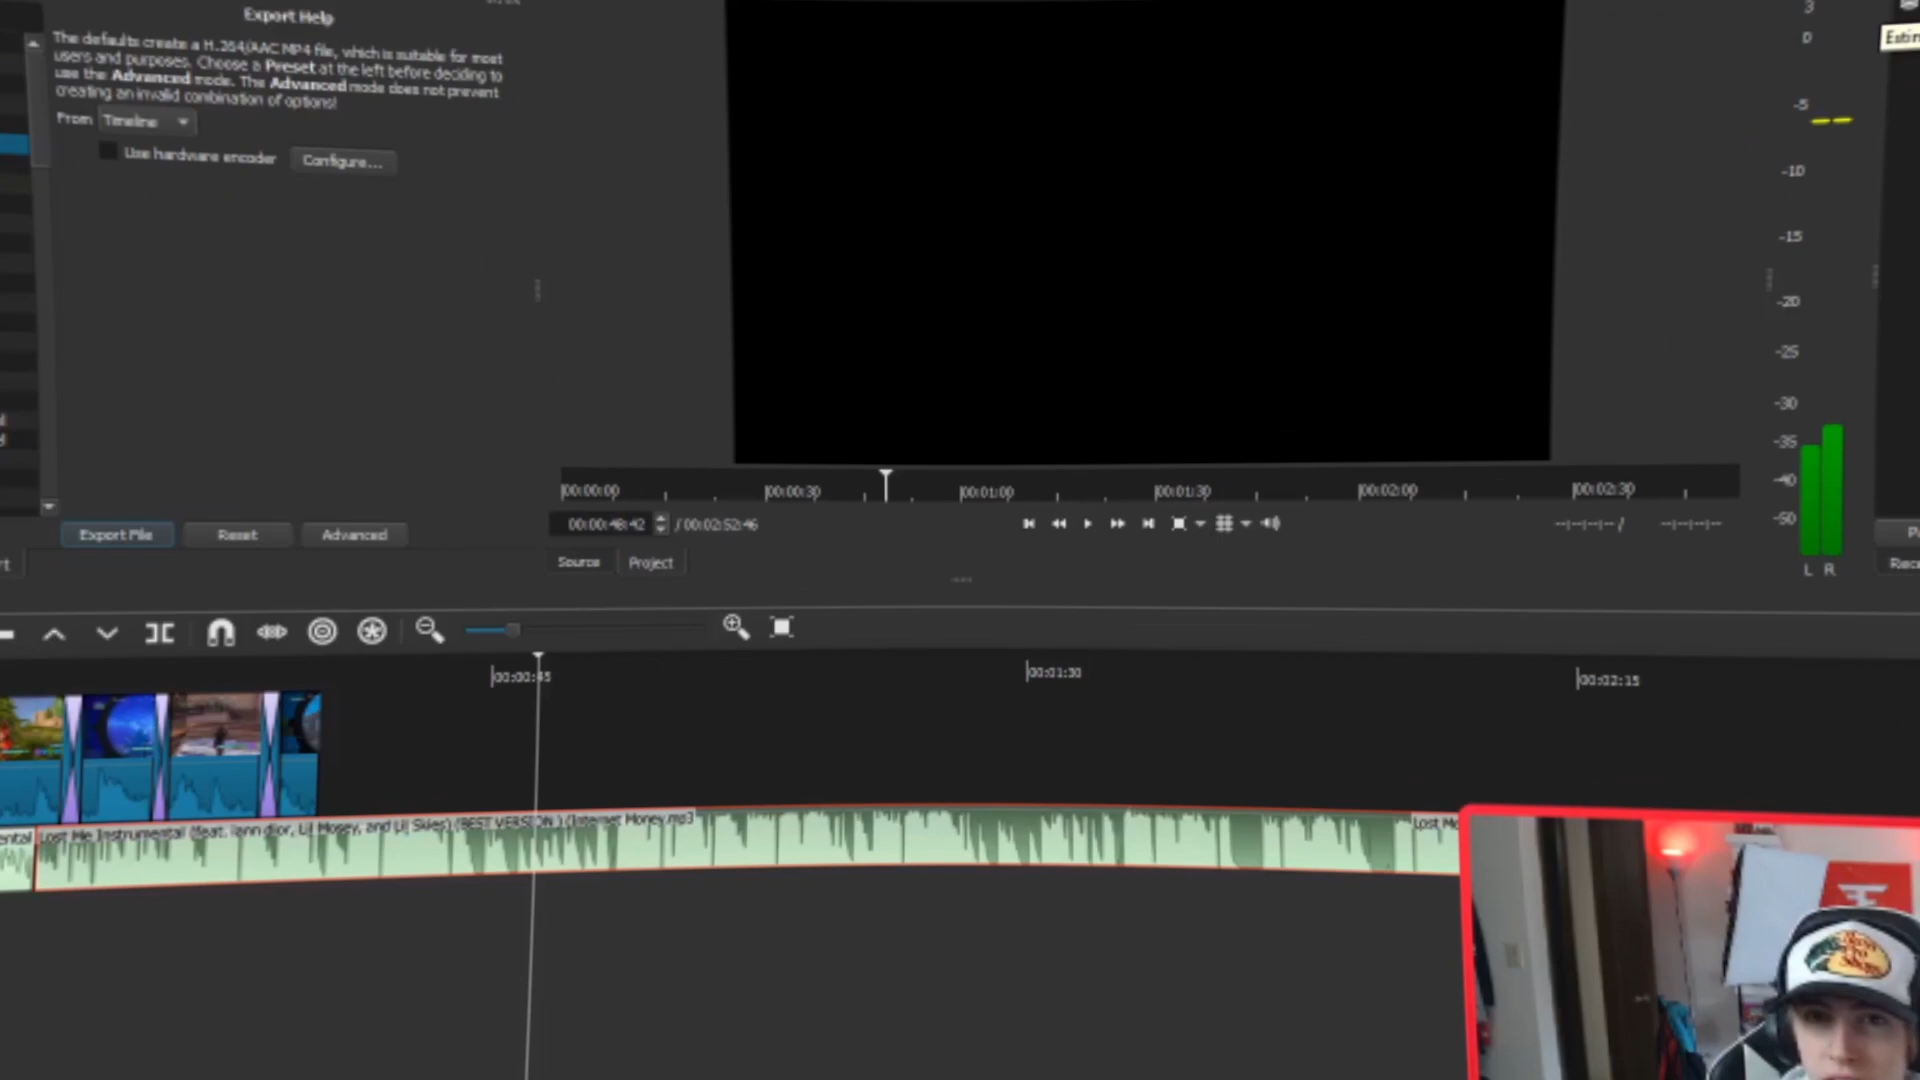 Export Help
The defaults create a H.264/AAC MP4 file, which is suitable for most
users and purposes. Choose a Preset at the left before deciding to
use the Advanced mode. The Advanced mode does not prevent
creating an invalid combination of options!
From Timeline
Use hardware encoder Configure...
Export File Reset Advanced
3
0
-5
-10
-15
-20
-25
-30
-35
-40
-50
L R
00:00:00 00:00:30 00:01:00 00:01:30 00:02:00 00:02:30
00:00:48:42 / 00:02:52:46
--:--:--:-- / --:--:--:--
Source Project
00:00:45 00:01:30 00:02:15
Lost Me Instrumental (feat. Iann dior, Lil Mosey, and Lil Skies) (BEST VERSION ) (Internet Money.mp3
Bass Pro Shops